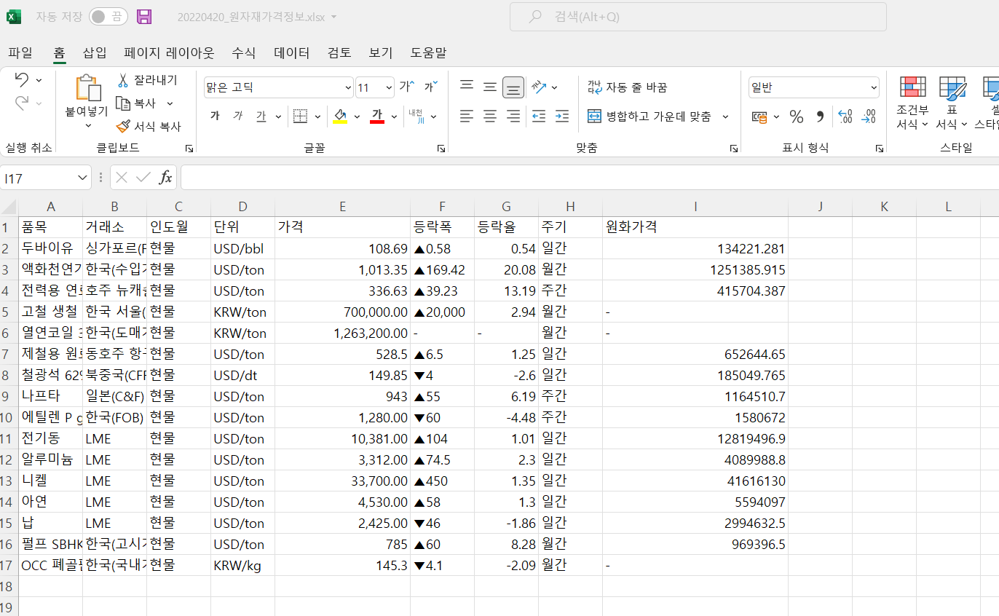 자동 저장 끔 20220420_원자재가격정보.xlsx 검색(Alt+Q)
파일 홈 삽입 페이지 레이아웃 수식 데이터 검토 보기 도움말
붙여넣기 잘라내기 복사 서식 복사
맑은 고딕 11 가 가
가 가 가 가 내천 川
가나 다 자동 줄 바꿈
병합하고 가운데 맞춤
일반
% .00 .00
조건부 서식 표 서식 셀 스타일
실행 취소 클립보드 글꼴 맞춤 표시 형식 스타일
I17 fx
A B C D E F G H I J K L
1 품목 거래소 인도월 단위 가격 등락폭 등락율 주기 원화가격
2 두바이유 싱가포르(F 현물 USD/bbl 108.69 ▲0.58 0.54 일간 134221.281
3 액화천연가 한국(수입가 현물 USD/ton 1,013.35 ▲169.42 20.08 월간 1251385.915
4 전력용 연료 호주 뉴캐슬 현물 USD/ton 336.63 ▲39.23 13.19 주간 415704.387
5 고철 생철 한국 서울( 현물 KRW/ton 700,000.00 ▲20,000 2.94 월간 -
6 열연코일 3 한국(도매가 현물 KRW/ton 1,263,200.00 - - 월간 -
7 제철용 원료 동호주 항구 현물 USD/ton 528.5 ▲6.5 1.25 일간 652644.65
8 철광석 62% 북중국(CFR 현물 USD/dt 149.85 ▼4 -2.6 일간 185049.765
9 나프타 일본(C&F) 현물 USD/ton 943 ▲55 6.19 주간 1164510.7
10 에틸렌 P g 한국(FOB) 현물 USD/ton 1,280.00 ▼60 -4.48 주간 1580672
11 전기동 LME 현물 USD/ton 10,381.00 ▲104 1.01 일간 12819496.9
12 알루미늄 LME 현물 USD/ton 3,312.00 ▲74.5 2.3 일간 4089988.8
13 니켈 LME 현물 USD/ton 33,700.00 ▲450 1.35 일간 41616130
14 아연 LME 현물 USD/ton 4,530.00 ▲58 1.3 일간 5594097
15 납 LME 현물 USD/ton 2,425.00 ▼46 -1.86 일간 2994632.5
16 펄프 SBHK 한국(고시가 현물 USD/ton 785 ▲60 8.28 월간 969396.5
17 OCC 폐골판 한국(국내가 현물 KRW/kg 145.3 ▼4.1 -2.09 월간 -
18
19